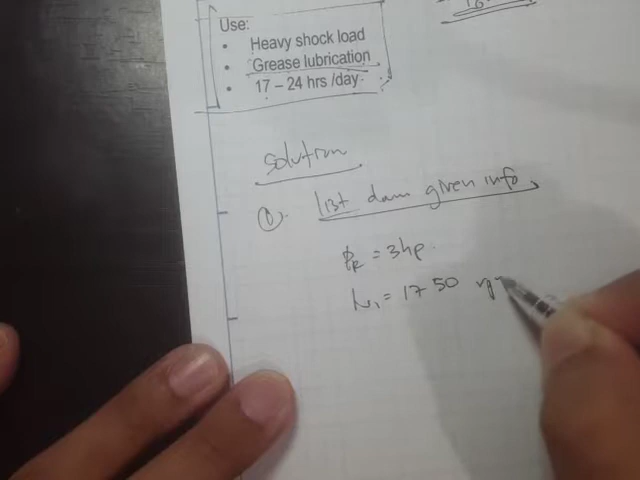 Use:
• Heavy shock load
• Grease lubrication
• 17 – 24 hrs /day
Solution
①. list down given info
PR = 3hp.
N1 = 1750